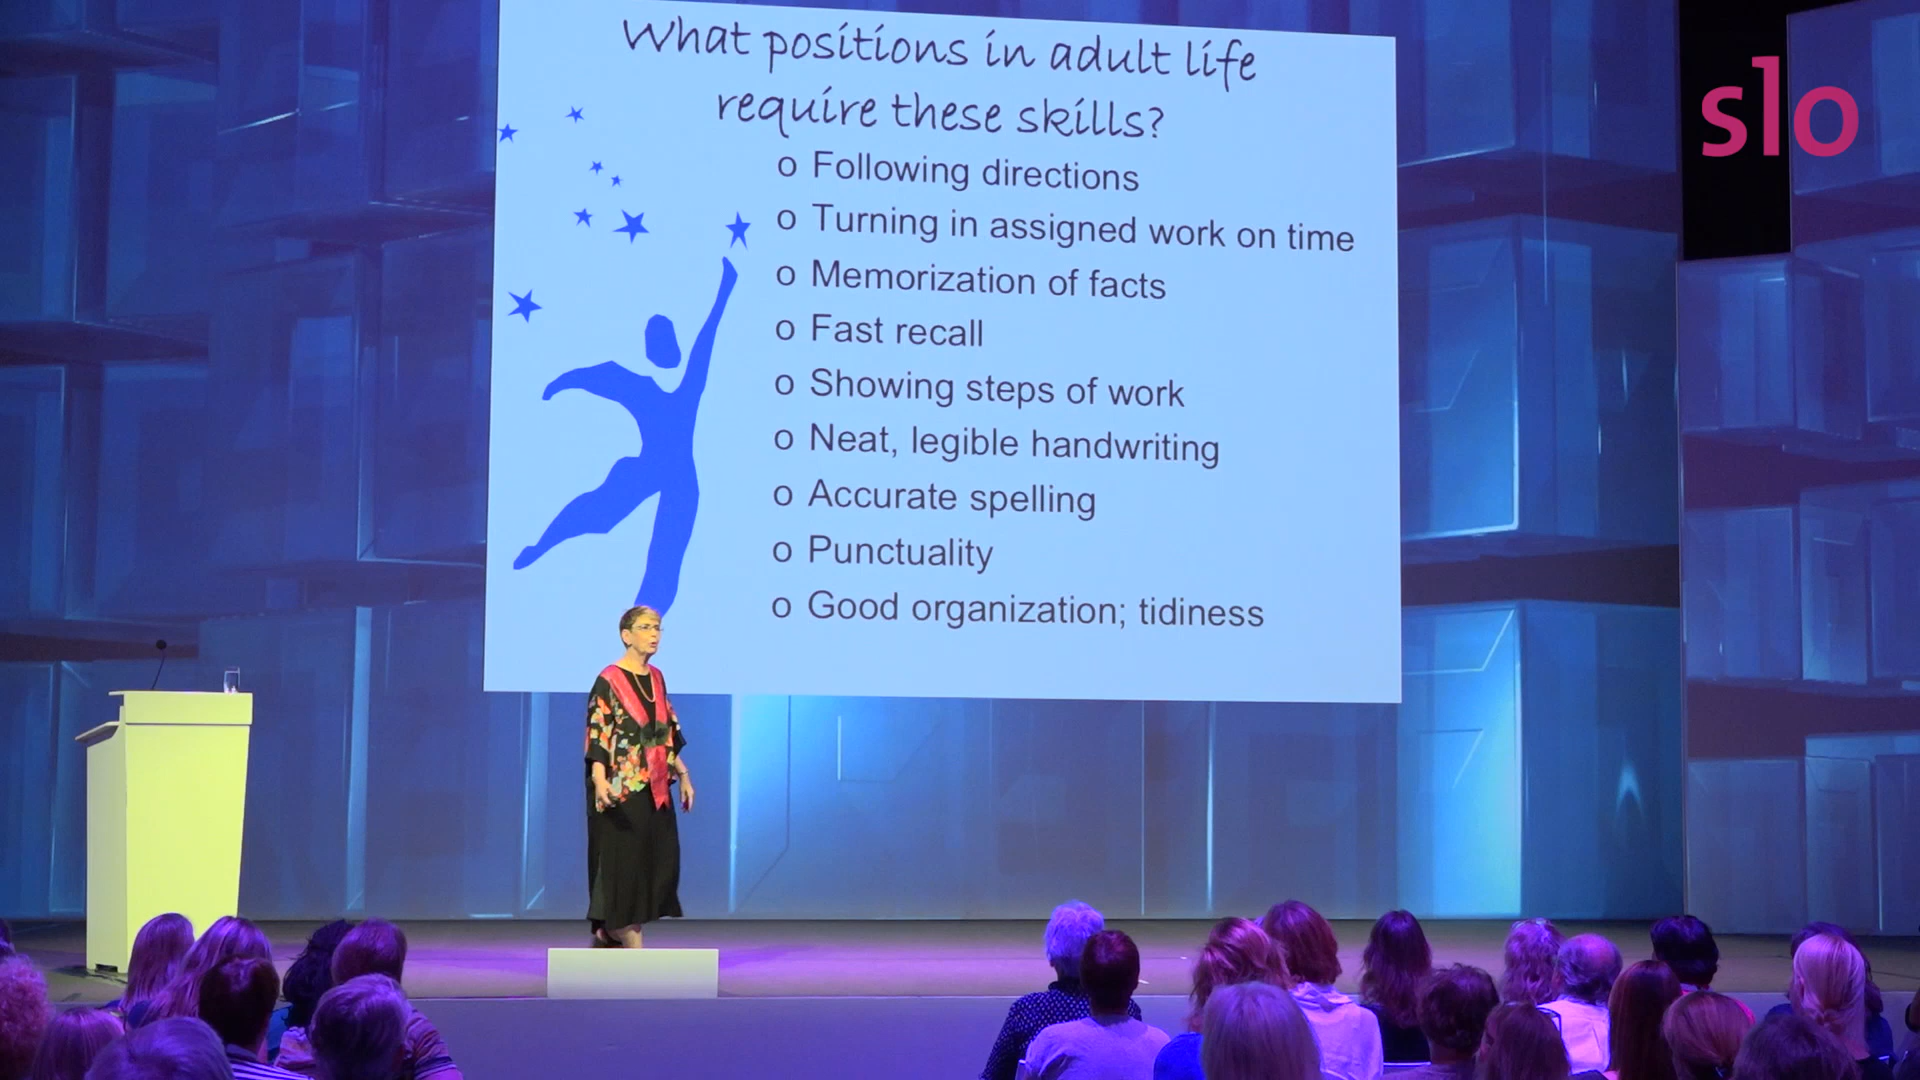 What positions in adult life
require these skills?
o Following directions
o Turning in assigned work on time
o Memorization of facts
o Fast recall
o Showing steps of work
o Neat, legible handwriting
o Accurate spelling
o Punctuality
o Good organization; tidiness
slo